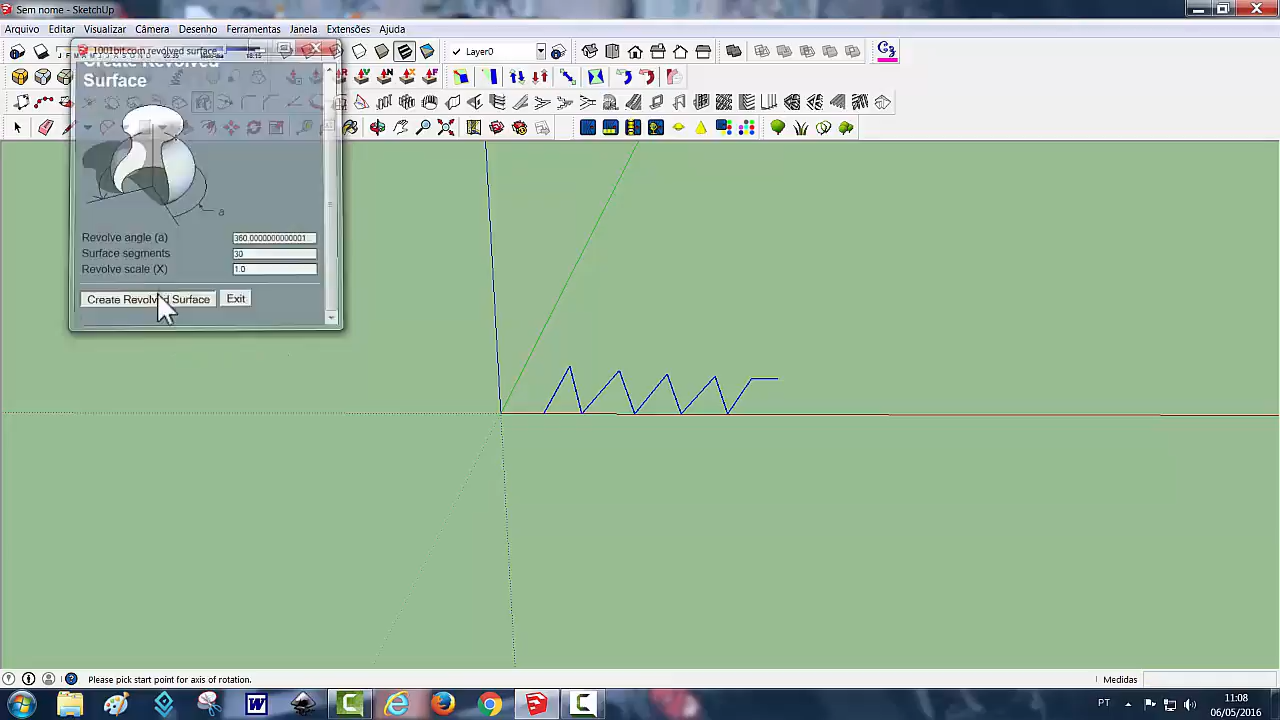 Sem nome - SketchUp
Arquivo Editar Visualizar Câmera Desenho Ferramentas Janela Extensões Ajuda
1001bit.com revolved surface
Layer0
Create Revolved
Surface
a
Revolve angle (a) 360.0000000000001
Surface segments 30
Revolve scale (X) 1.0
Create Revolved Surface Exit
Please pick start point for axis of rotation.
Medidas
PT
11:08
06/05/2016